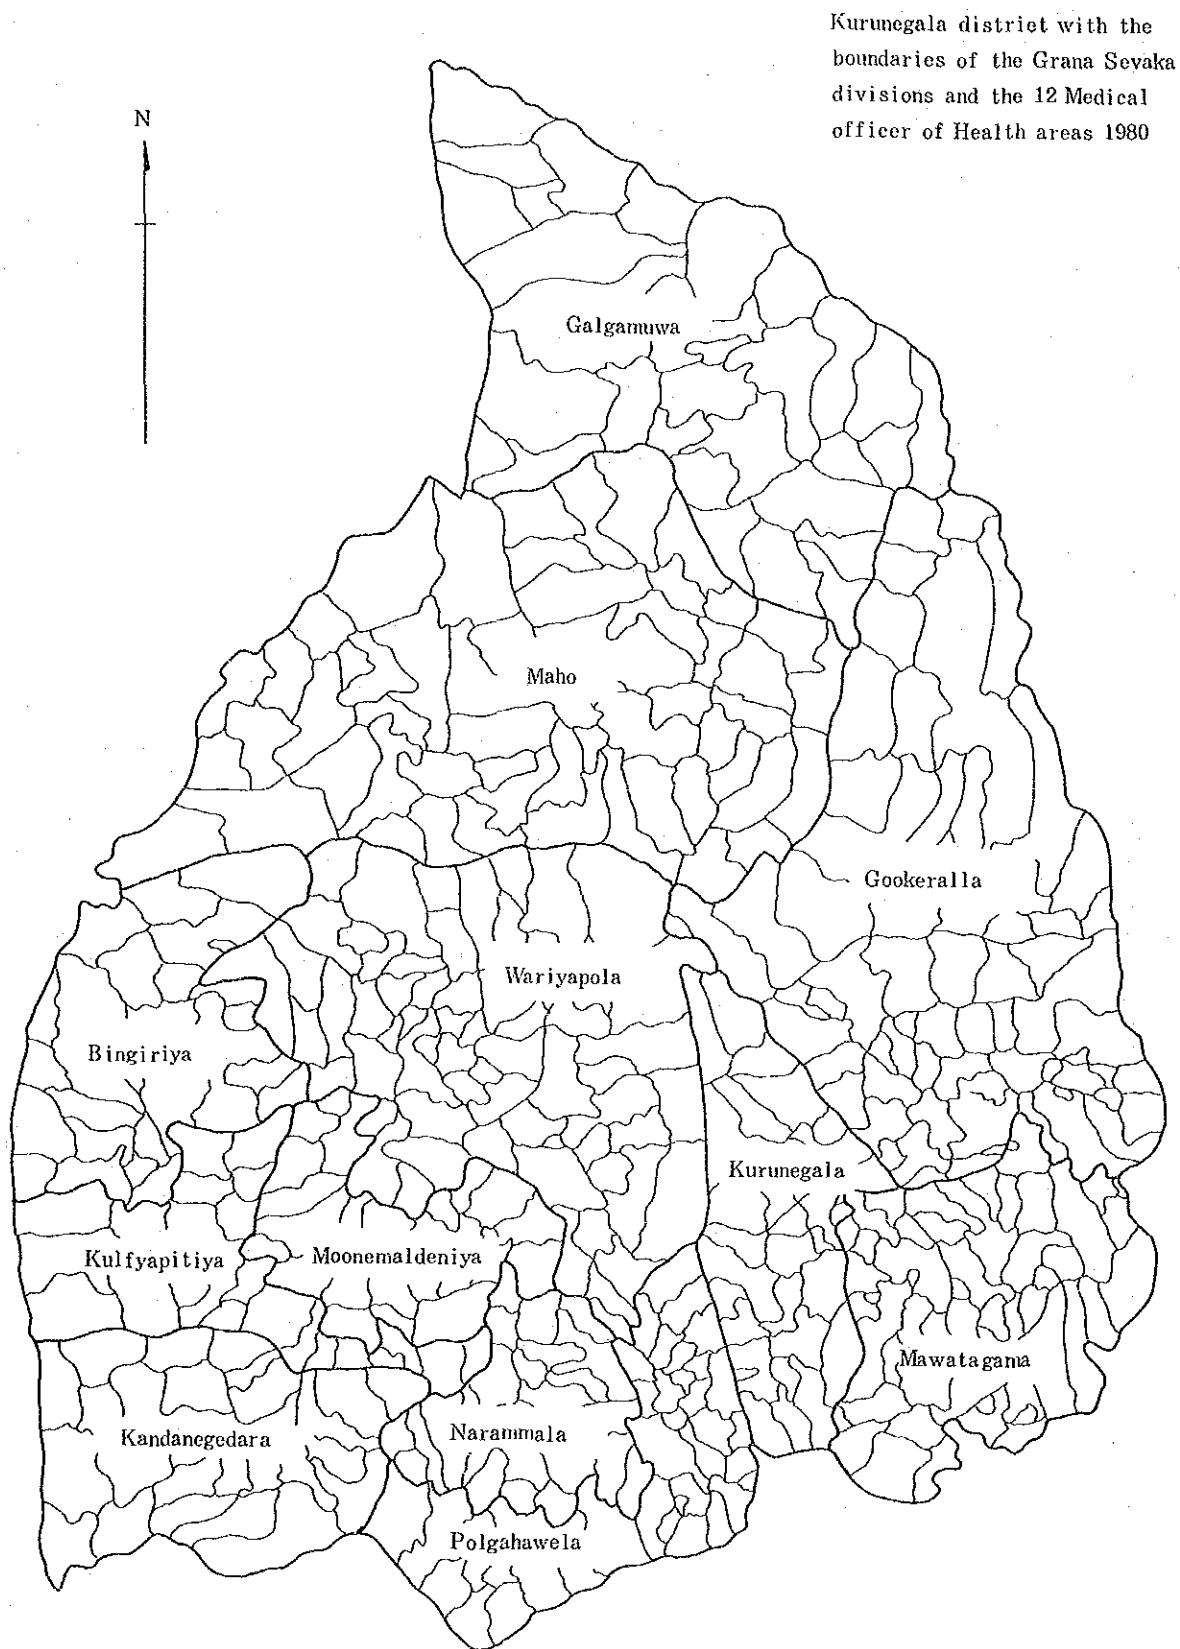 Kurunegala district with the
boundaries of the Grana Sevaka
divisions and the 12 Medical
officer of Health areas 1980
N
Galgamuwa
Maho
Gookeralla
Wariyapola
Bingiriya
Kurunegala
Kulfyapitiya
Moonemaldeniya
Mawatagama
Kandanegedara
Narammala
Polgahawela